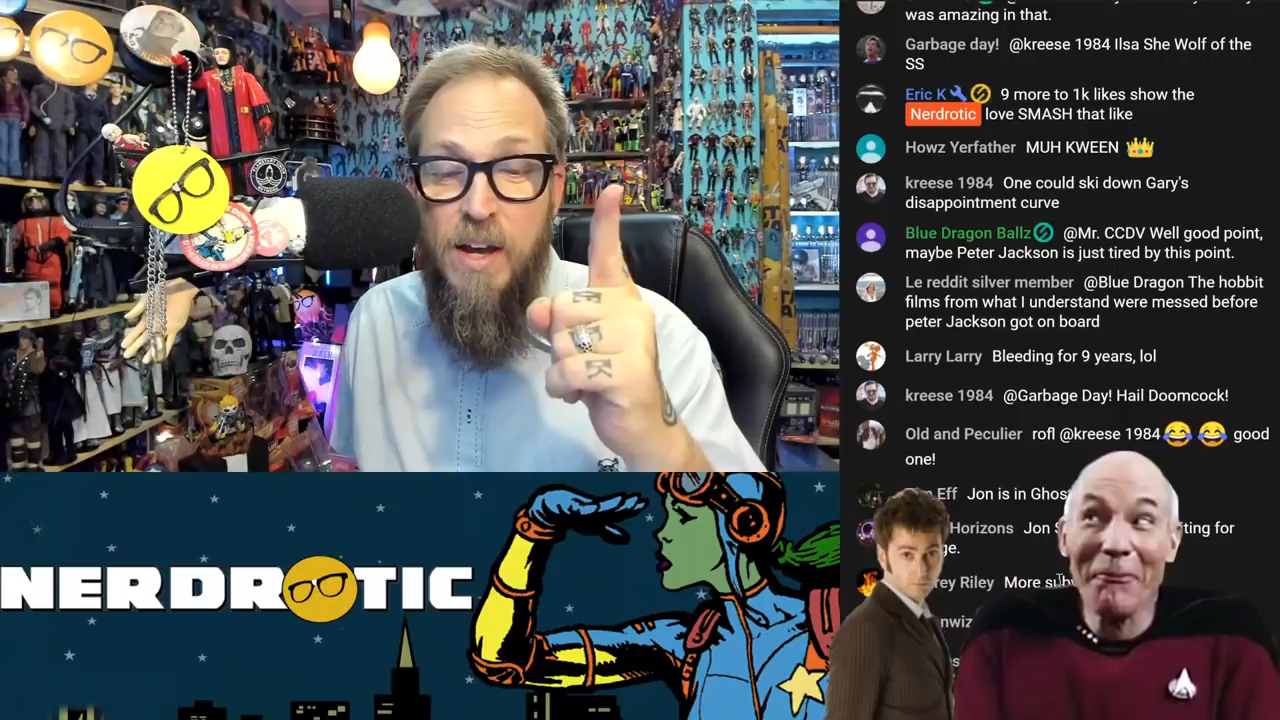 was amazing in that.
Garbage day! @kreese 1984 Ilsa She Wolf of the
SS
Eric K 9 more to 1k likes show the
Nerdrotic love SMASH that like
Howz Yerfather MUH KWEEN
kreese 1984 One could ski down Gary's
disappointment curve
Blue Dragon Ballz @Mr. CCDV Well good point,
maybe Peter Jackson is just tired by this point.
Le reddit silver member @Blue Dragon The hobbit
films from what I understand were messed before
peter Jackson got on board
Larry Larry Bleeding for 9 years, lol
kreese 1984 @Garbage Day! Hail Doomcock!
Old and Peculier rofl @kreese 1984 good
one!
Eff Jon is in Ghos
Horizons Jon
Riley More
GEEK
NERDROTIC